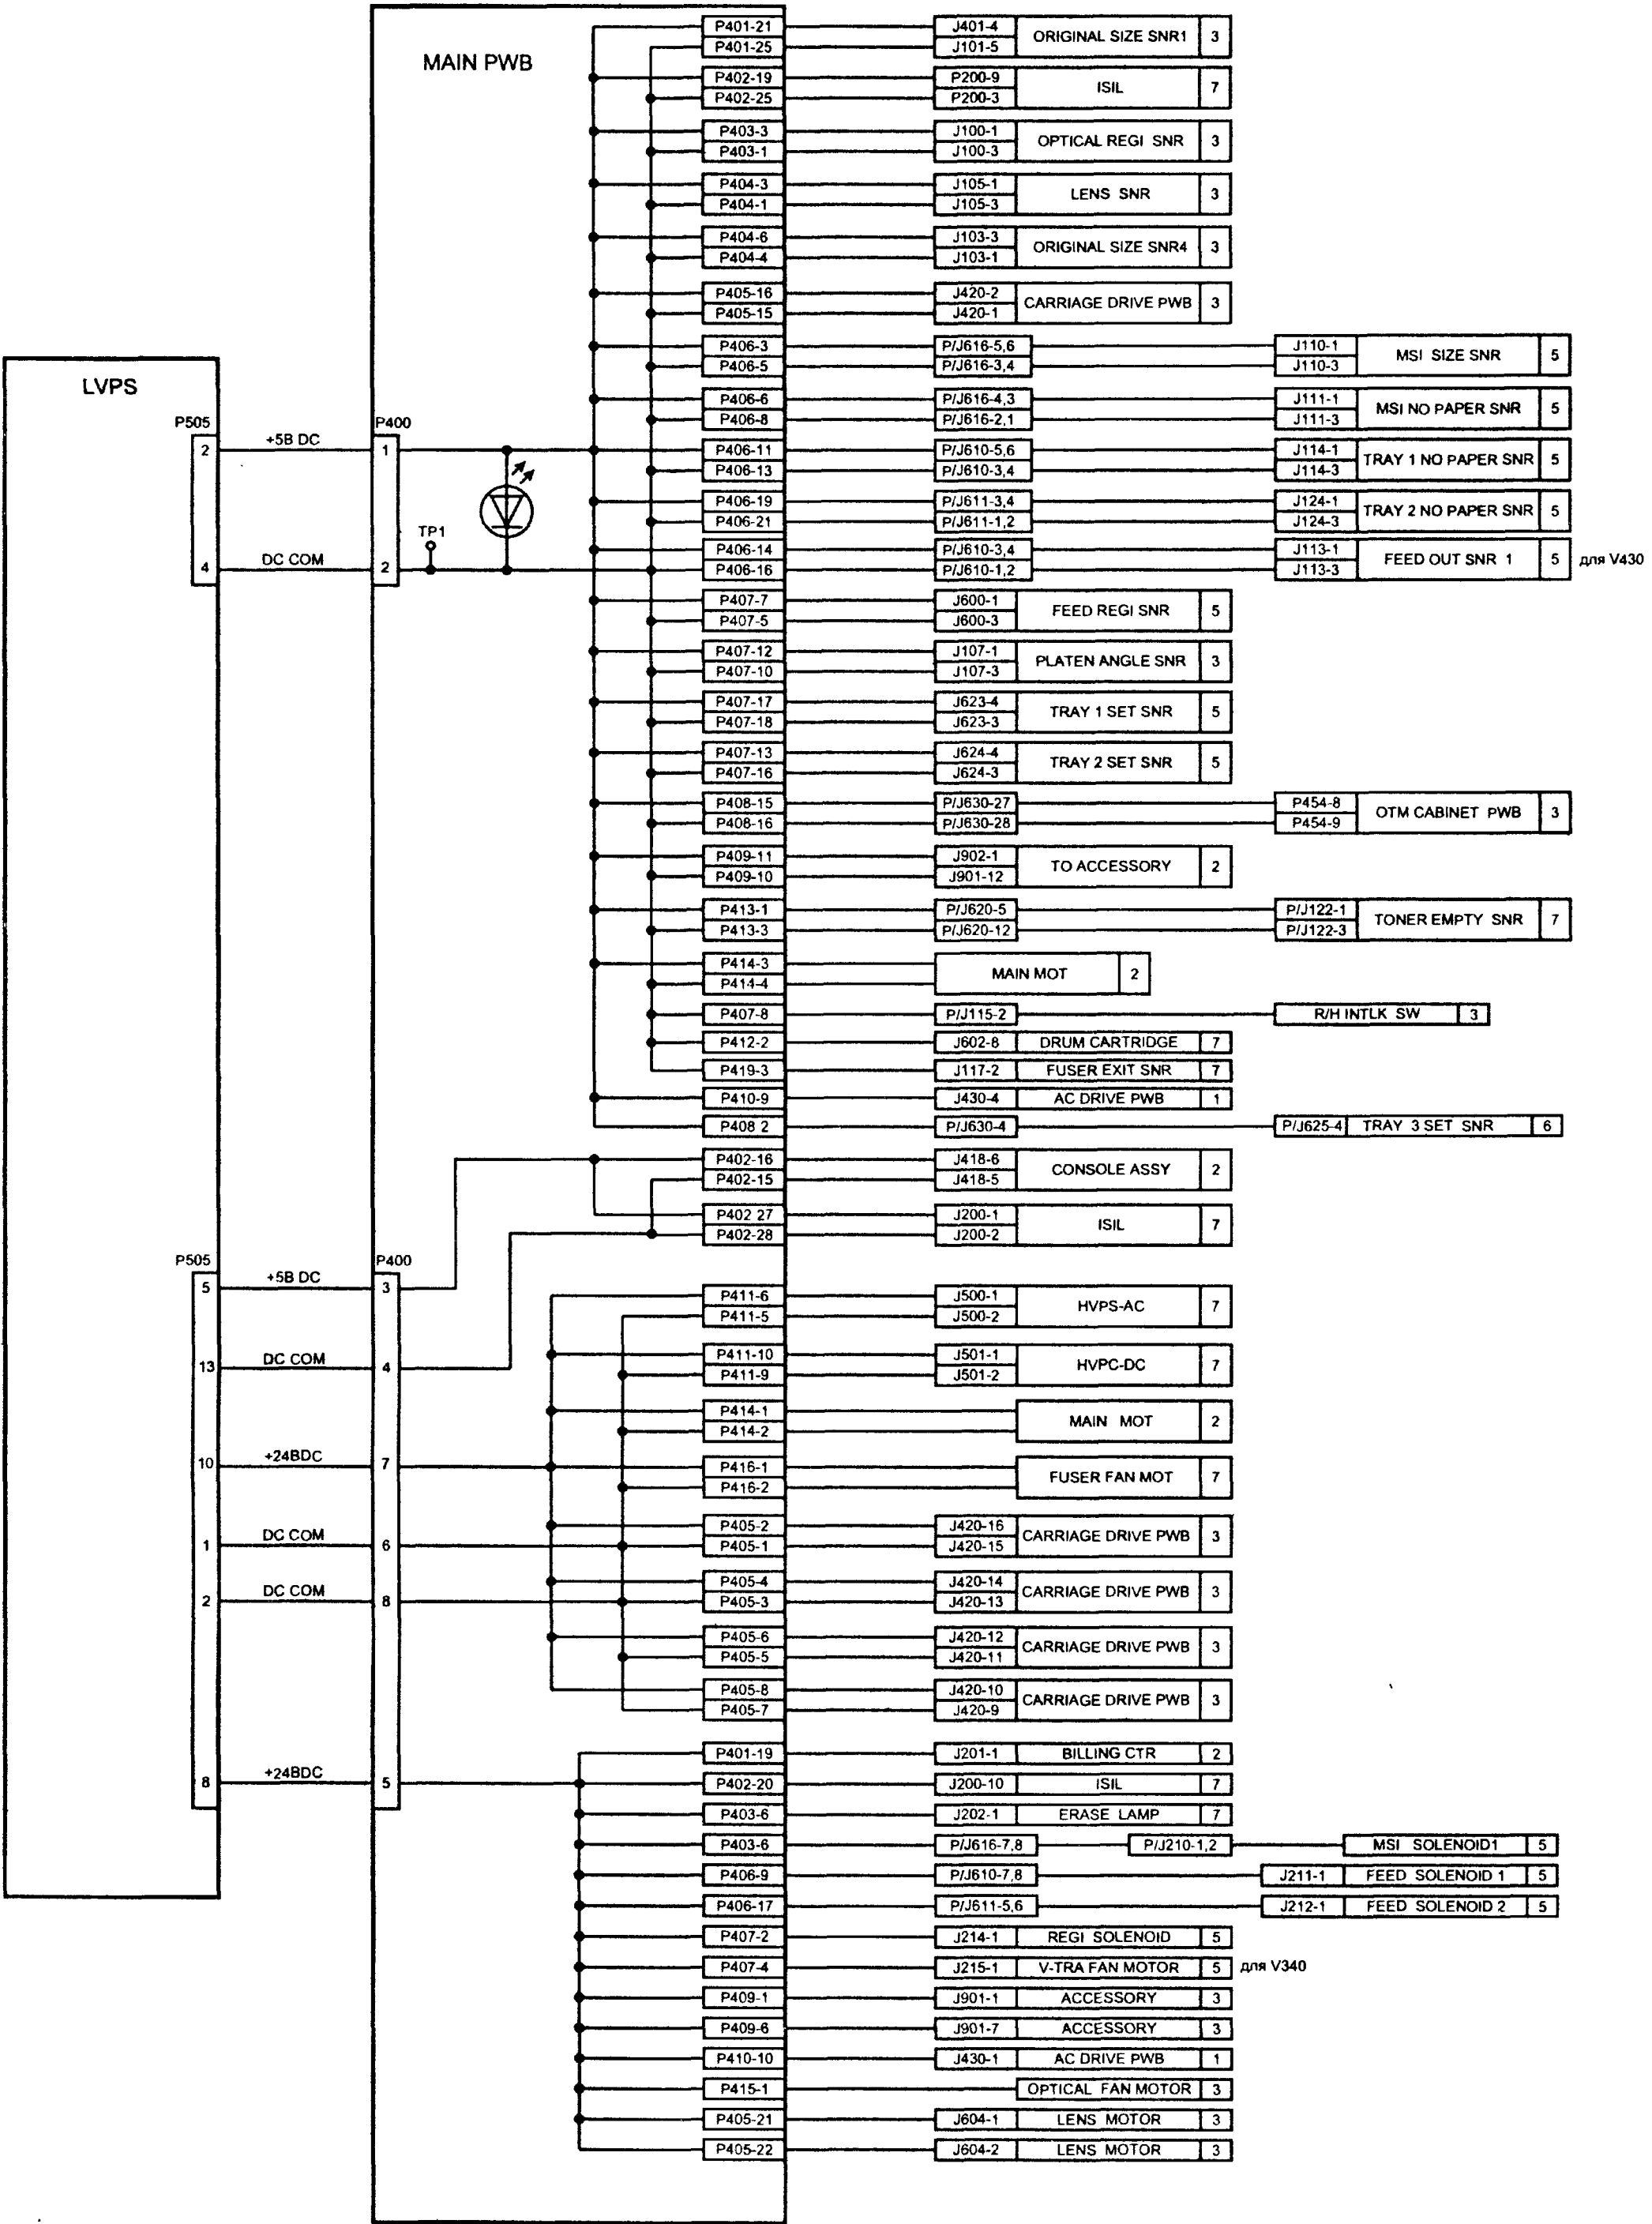 MAIN PWB
LVPS
P505
2
4
+5B DC
DC COM
P400
1
2
TP1
P401-21 J401-4 ORIGINAL SIZE SNR1 3
P401-25 J101-5
P402-19 P200-9 ISIL 7
P402-25 P200-3
P403-3 J100-1 OPTICAL REGI SNR 3
P403-1 J100-3
P404-3 J105-1 LENS SNR 3
P404-1 J105-3
P404-6 J103-3 ORIGINAL SIZE SNR4 3
P404-4 J103-1
P405-16 J420-2 CARRIAGE DRIVE PWB 3
P405-15 J420-1
P406-3 P/J616-5,6 J110-1 MSI SIZE SNR 5
P406-5 P/J616-3,4 J110-3
P406-6 P/J616-4,3 J111-1 MSI NO PAPER SNR 5
P406-8 P/J616-2,1 J111-3
P406-11 P/J610-5,6 J114-1 TRAY 1 NO PAPER SNR 5
P406-13 P/J610-3,4 J114-3
P406-19 P/J611-3,4 J124-1 TRAY 2 NO PAPER SNR 5
P406-21 P/J611-1,2 J124-3
P406-14 P/J610-3,4 J113-1 FEED OUT SNR 1 5 для V430
P406-16 P/J610-1,2 J113-3
P407-7 J600-1 FEED REGI SNR 5
P407-5 J600-3
P407-12 J107-1 PLATEN ANGLE SNR 3
P407-10 J107-3
P407-17 J623-4 TRAY 1 SET SNR 5
P407-18 J623-3
P407-13 J624-4 TRAY 2 SET SNR 5
P407-16 J624-3
P408-15 P/J630-27 P454-8 OTM CABINET PWB 3
P408-16 P/J630-28 P454-9
P409-11 J902-1 TO ACCESSORY 2
P409-10 J901-12
P413-1 P/J620-5 P/J122-1 TONER EMPTY SNR 7
P413-3 P/J620-12 P/J122-3
P414-3 MAIN MOT 2
P414-4
P407-8 P/J115-2 R/H INTLK SW 3
P412-2 J602-8 DRUM CARTRIDGE 7
P419-3 J117-2 FUSER EXIT SNR 7
P410-9 J430-4 AC DRIVE PWB 1
P408 2 P/J630-4 P/J625-4 TRAY 3 SET SNR 6
P402-16 J418-6 CONSOLE ASSY 2
P402-15 J418-5
P402 27 J200-1 ISIL 7
P402-28 J200-2
P505
P400
5 +5B DC 3
13 DC COM 4
10 +24BDC 7
1 DC COM 6
2 DC COM 8
8 +24BDC 5
P411-6 J500-1 HVPS-AC 7
P411-5 J500-2
P411-10 J501-1 HVPC-DC 7
P411-9 J501-2
P414-1 MAIN MOT 2
P414-2
P416-1 FUSER FAN MOT 7
P416-2
P405-2 J420-16 CARRIAGE DRIVE PWB 3
P405-1 J420-15
P405-4 J420-14 CARRIAGE DRIVE PWB 3
P405-3 J420-13
P405-6 J420-12 CARRIAGE DRIVE PWB 3
P405-5 J420-11
P405-8 J420-10 CARRIAGE DRIVE PWB 3
P405-7 J420-9
P401-19 J201-1 BILLING CTR 2
P402-20 J200-10 ISIL 7
P403-6 J202-1 ERASE LAMP 7
P403-6 P/J616-7,8 P/J210-1,2 MSI SOLENOID1 5
P406-9 P/J610-7,8 J211-1 FEED SOLENOID 1 5
P406-17 P/J611-5,6 J212-1 FEED SOLENOID 2 5
P407-2 J214-1 REGI SOLENOID 5
P407-4 J215-1 V-TRA FAN MOTOR 5 для V340
P409-1 J901-1 ACCESSORY 3
P409-6 J901-7 ACCESSORY 3
P410-10 J430-1 AC DRIVE PWB 1
P415-1 OPTICAL FAN MOTOR 3
P405-21 J604-1 LENS MOTOR 3
P405-22 J604-2 LENS MOTOR 3